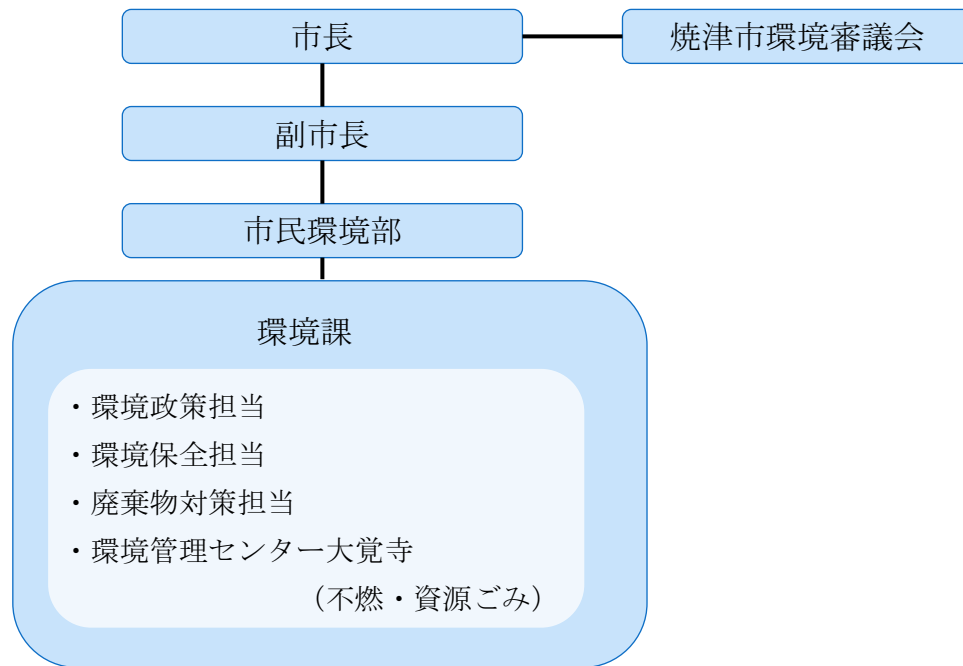 市長
焼津市環境審議会
副市長
市民環境部
環境課
・環境政策担当
・環境保全担当
・廃棄物対策担当
・環境管理センター大覚寺
（不燃・資源ごみ）